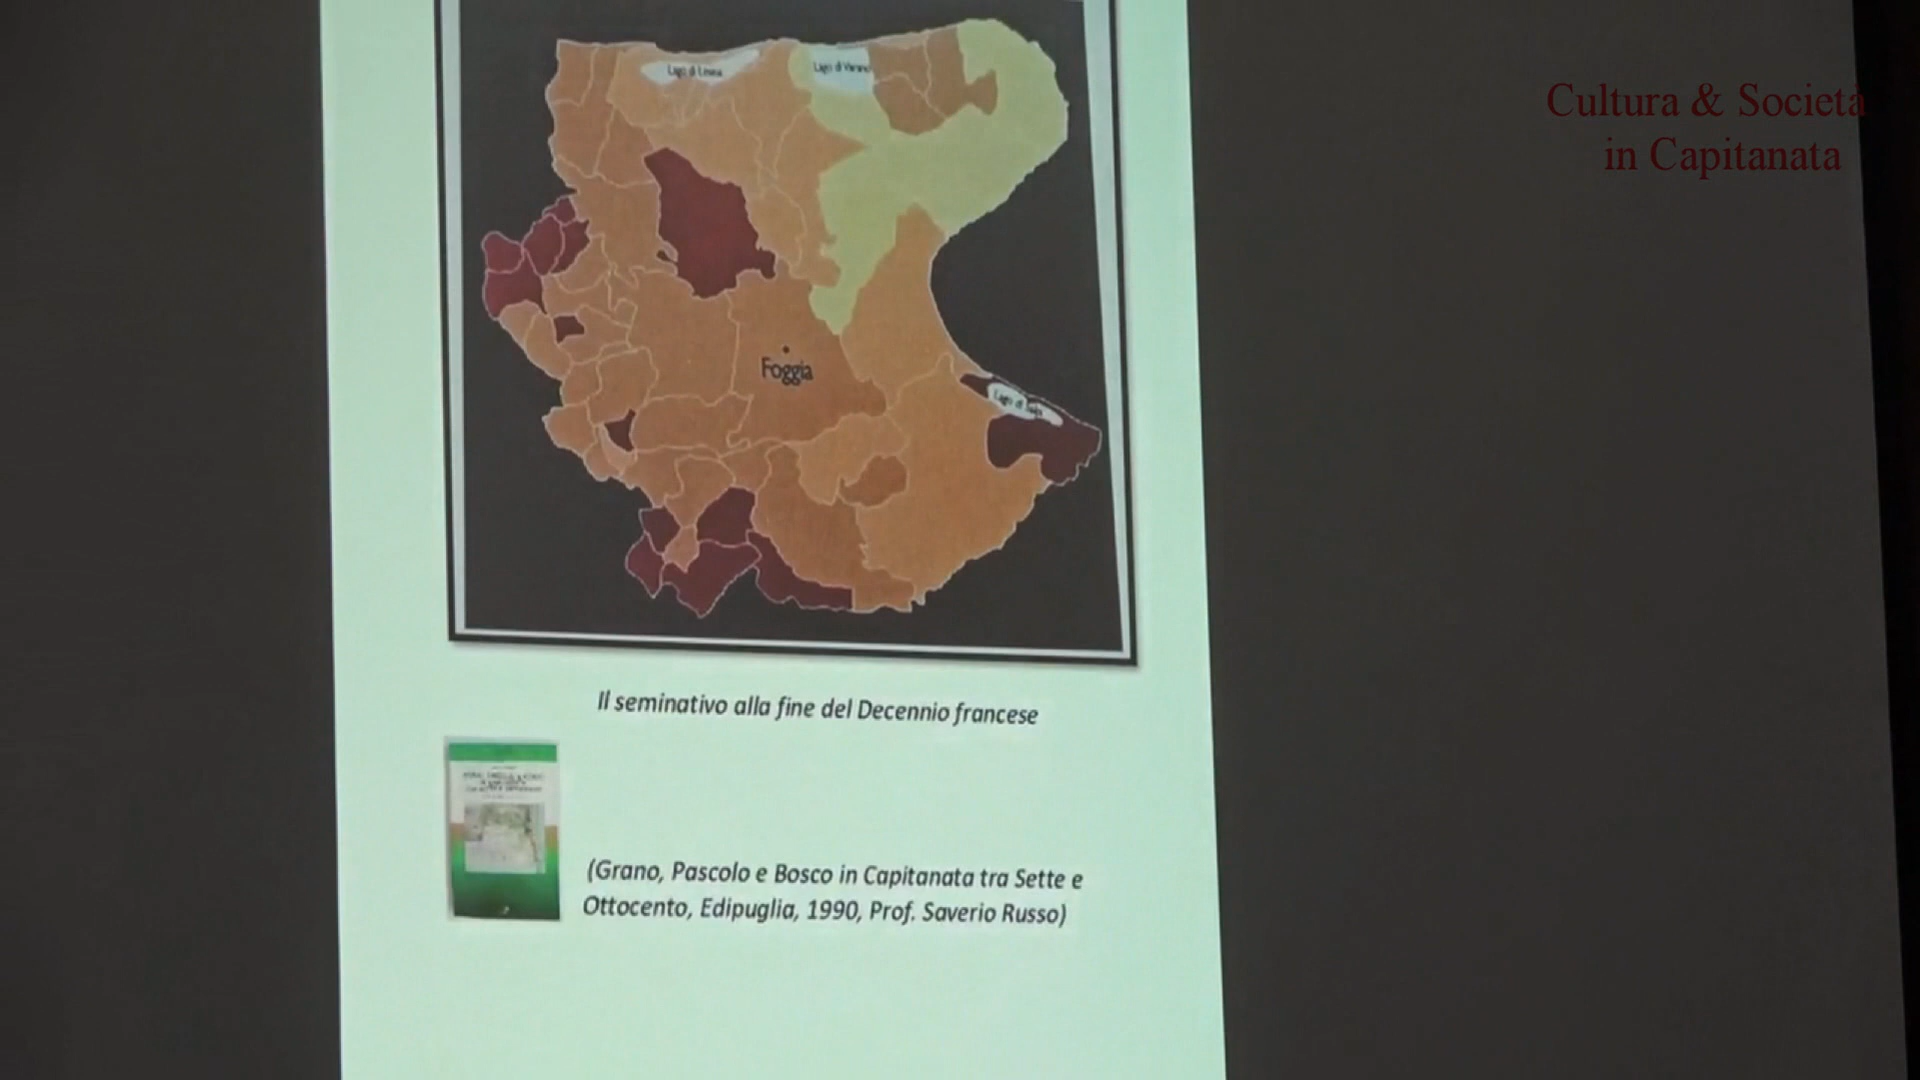 Cultura & Società
in Capitanata
Lago di Lesina
Lago di Varano
Foggia
Lago di
Il seminativo alla fine del Decennio francese
(Grano, Pascolo e Bosco in Capitanata tra Sette e
Ottocento, Edipuglia, 1990, Prof. Saverio Russo)